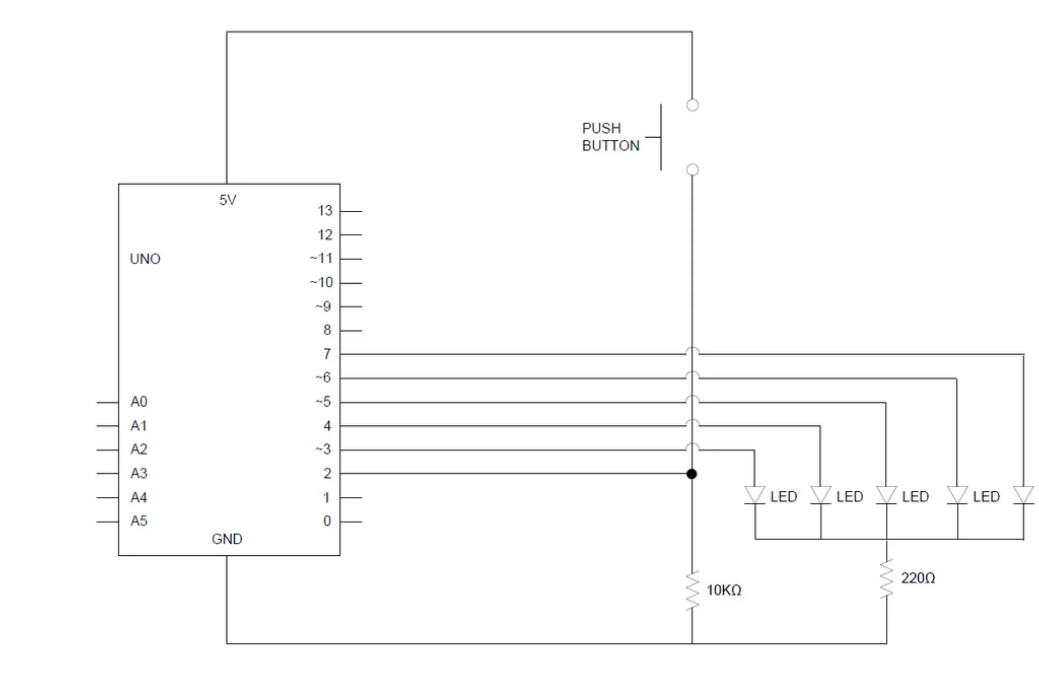 PUSH
BUTTON
5V
13
12
UNO
~11
~10
~9
8
7
~6
A0
~5
A1
4
A2
~3
A3
2
A4
1
A5
0
LED
LED
LED
LED
GND
10KΩ
220Ω